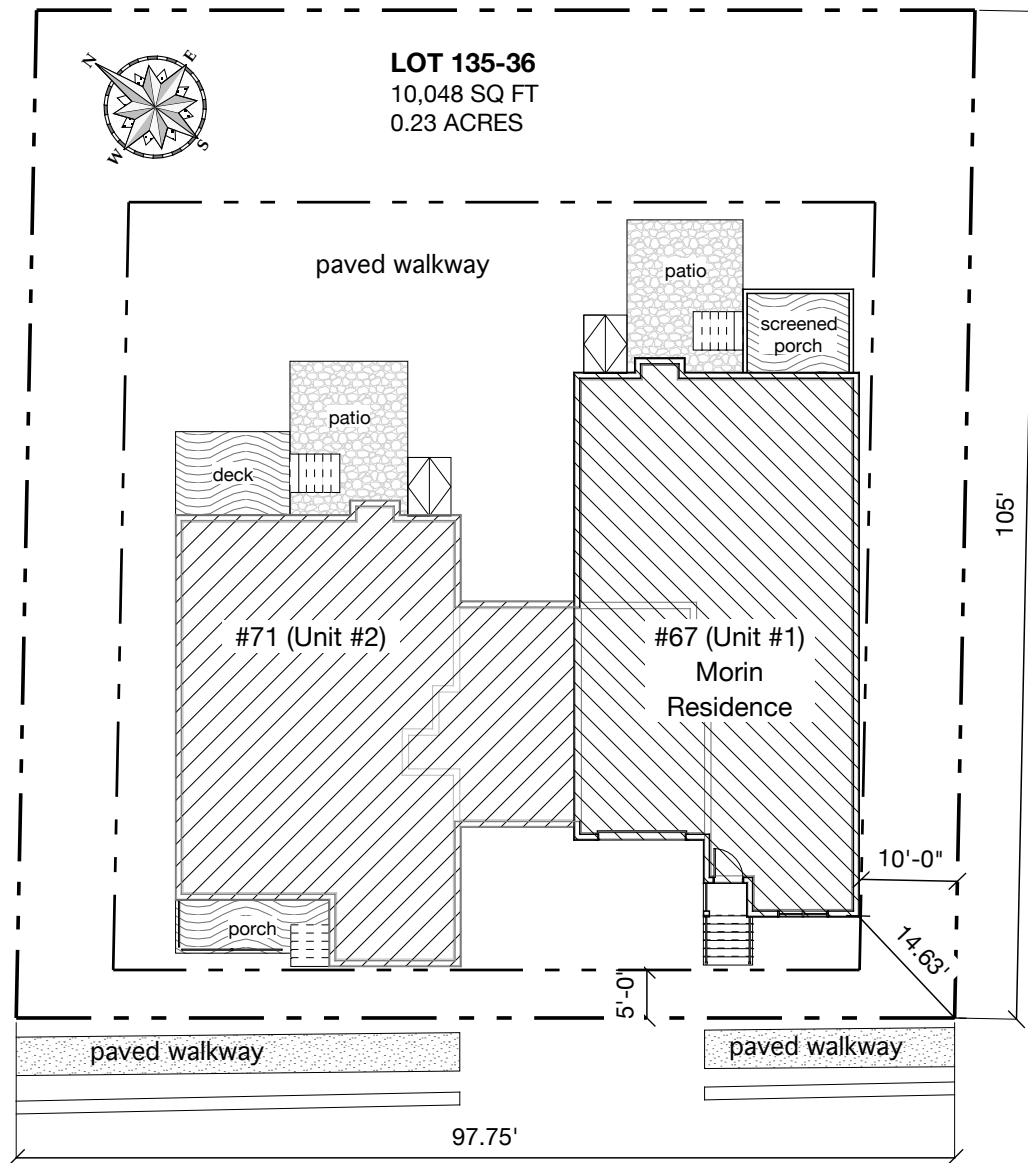 LOT 135-36
10,048 SQ FT
0.23 ACRES
N
E
W
S
paved walkway
patio
screened
porch
patio
deck
105'
#71 (Unit #2)
#67 (Unit #1)
Morin
Residence
10'-0"
porch
14.63'
5'-0"
paved walkway
paved walkway
97.75'